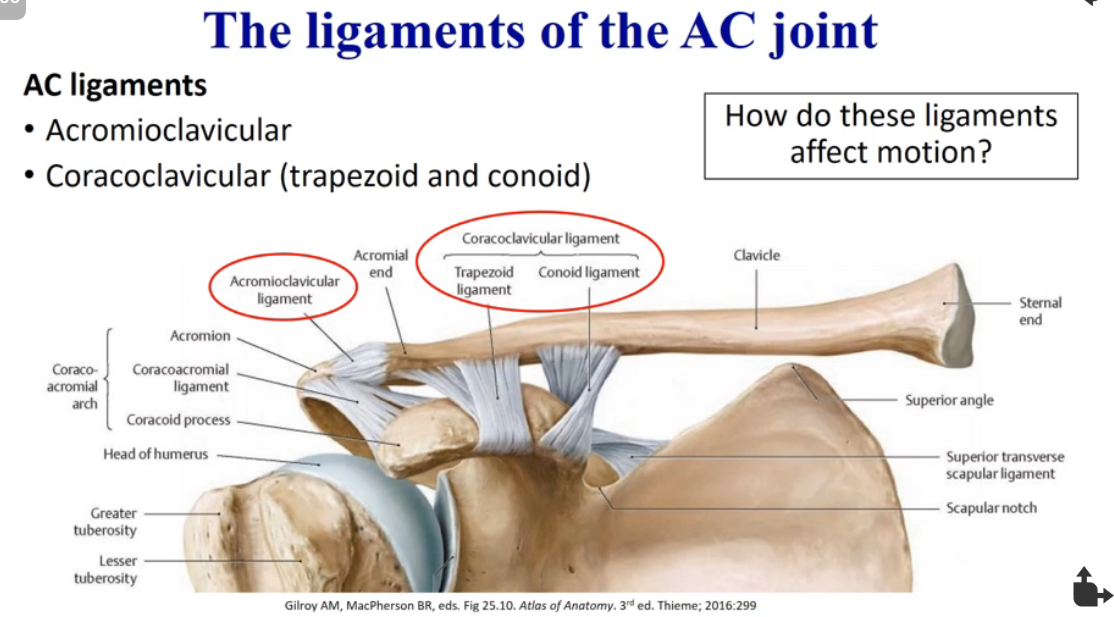 The ligaments of the AC joint
AC ligaments
• Acromioclavicular
• Coracoclavicular (trapezoid and conoid)
How do these ligaments
affect motion?
Coracoclavicular ligament
Acromial
end
Trapezoid
ligament
Conoid ligament
Clavicle
Acromioclavicular
ligament
Sternal
end
Acromion
Coraco-
acromial
arch
Coracoacromial
ligament
Coracoid process
Superior angle
Head of humerus
Superior transverse
scapular ligament
Scapular notch
Greater
tuberosity
Lesser
tuberosity
Gilroy AM, MacPherson BR, eds. Fig 25.10. Atlas of Anatomy. 3rd ed. Thieme; 2016:299